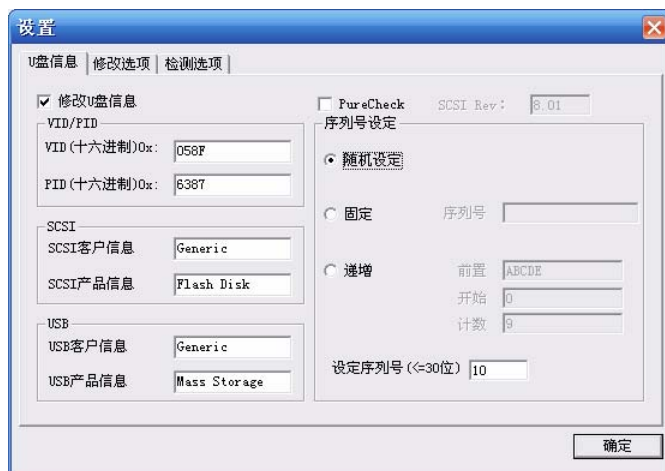 设置
U盘信息 修改选项 检测选项
修改U盘信息
VID/PID
VID(十六进制)0x: 058F
PID(十六进制)0x: 6387
SCSI
SCSI客户信息 Generic
SCSI产品信息 Flash Disk
USB
USB客户信息 Generic
USB产品信息 Mass Storage
PureCheck SCSI Rev: 8.01
序列号设定
随机设定
固定 序列号
递增 前置 ABCDE
开始 0
计数 9
设定序列号(<=30位) 10
确定